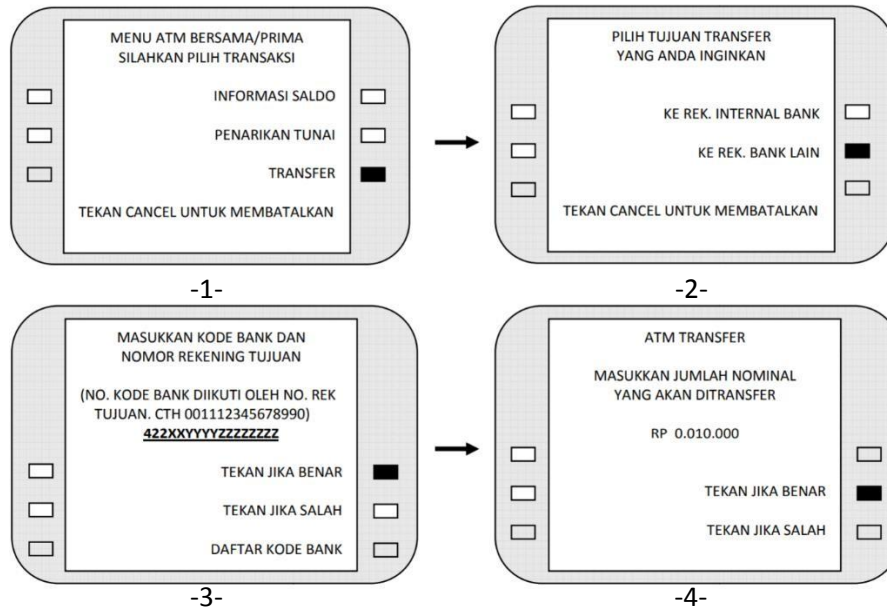 MENU ATM BERSAMA/PRIMA
SILAHKAN PILIH TRANSAKSI
INFORMASI SALDO
PENARIKAN TUNAI
TRANSFER
TEKAN CANCEL UNTUK MEMBATALKAN
-1-
PILIH TUJUAN TRANSFER
YANG ANDA INGINKAN
KE REK. INTERNAL BANK
KE REK. BANK LAIN
TEKAN CANCEL UNTUK MEMBATALKAN
-2-
MASUKKAN KODE BANK DAN
NOMOR REKENING TUJUAN
(NO. KODE BANK DIIKUTI OLEH NO. REK
TUJUAN. CTH 001112345678990)
422XXYYYYZZZZZZZZ
TEKAN JIKA BENAR
TEKAN JIKA SALAH
DAFTAR KODE BANK
-3-
ATM TRANSFER
MASUKKAN JUMLAH NOMINAL
YANG AKAN DITRANSFER
RP 0.010.000
TEKAN JIKA BENAR
TEKAN JIKA SALAH
-4-